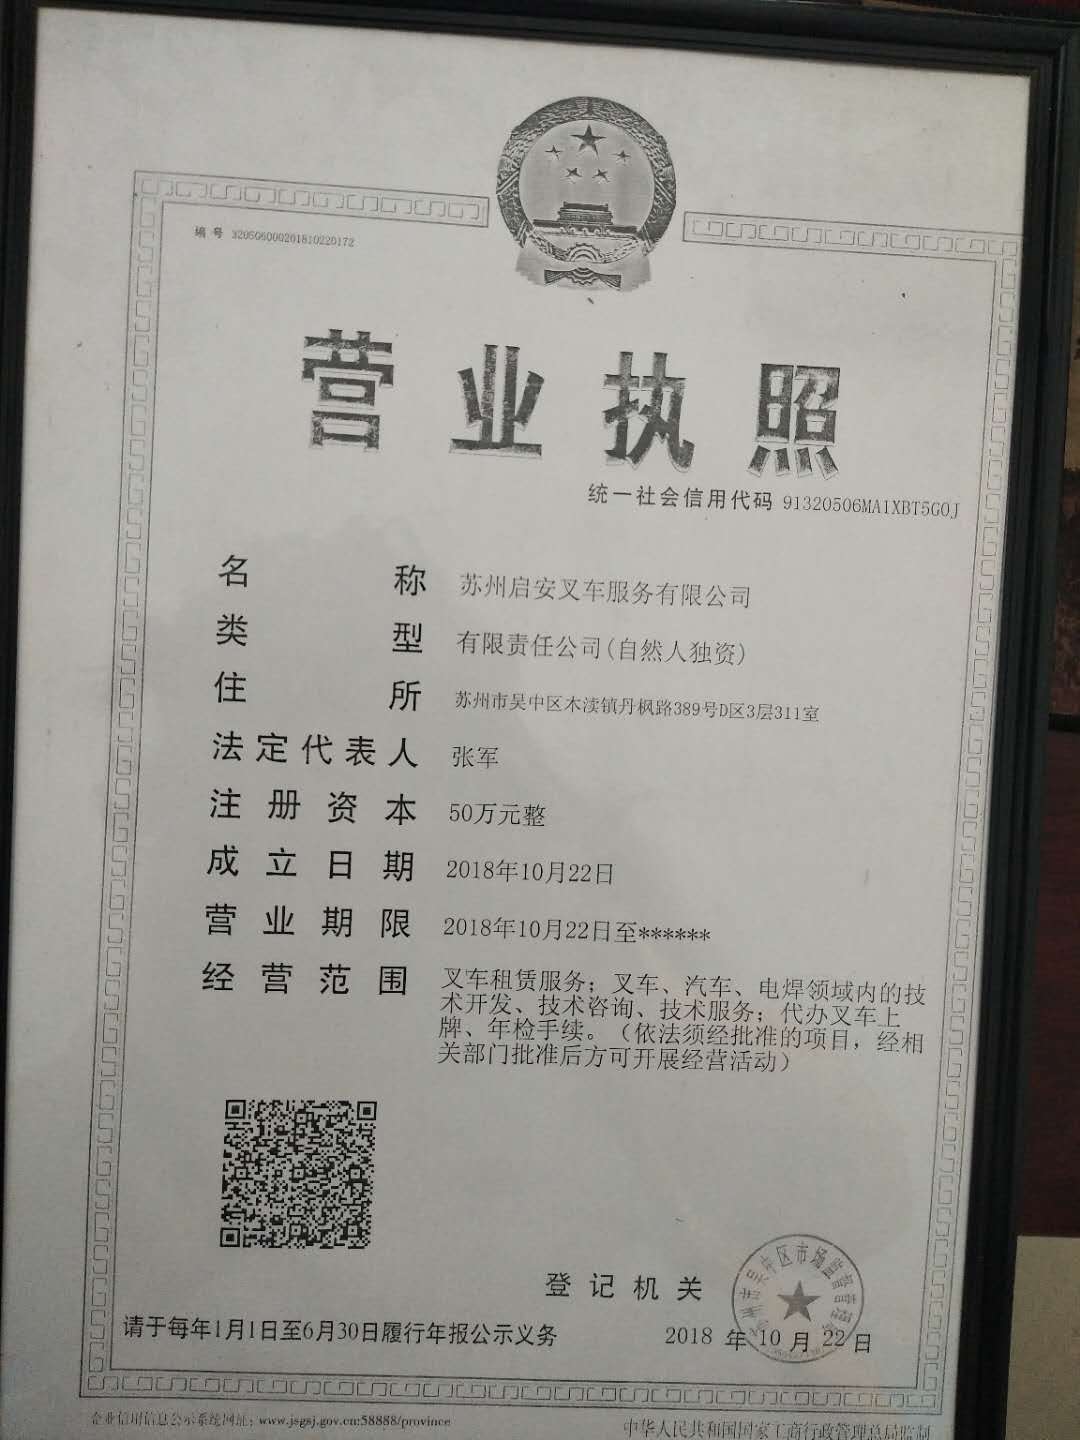 编号 320506000201810220172
营业执照
统一社会信用代码 91320506MA1XBT5G0J
名称 苏州启安叉车服务有限公司
类型 有限责任公司(自然人独资)
住所 苏州市吴中区木渎镇丹枫路389号D区3层311室
法定代表人 张军
注册资本 50万元整
成立日期 2018年10月22日
营业期限 2018年10月22日至******
经营范围 叉车租赁服务；叉车、汽车、电焊领域内的技
术开发、技术咨询、技术服务；代办叉车上
牌、年检手续。（依法须经批准的项目，经相
关部门批准后方可开展经营活动）
登记机关
苏州市吴中区市场监督管理局
请于每年1月1日至6月30日履行年报公示义务
2018 年 10 月 22 日
企业信用信息公示系统网址：www.jsgsj.gov.cn:58888/province
中华人民共和国国家工商行政管理总局监制